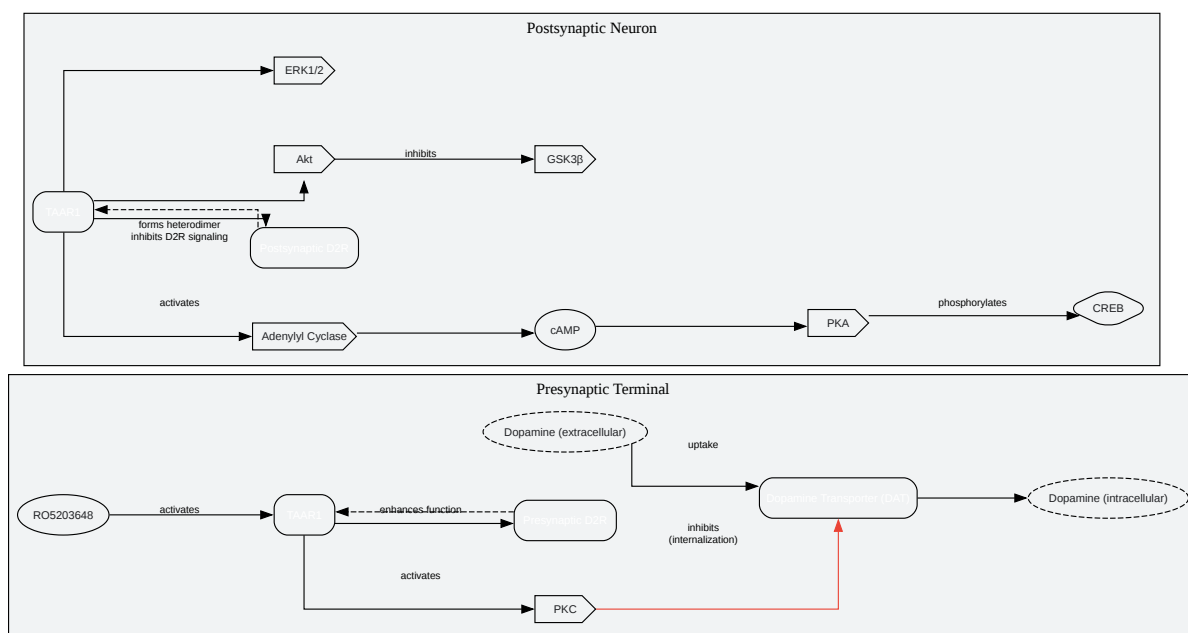 Postsynaptic Neuron
ERK1/2
Akt
inhibits
GSK3β
TAAR1
forms heterodimer
inhibits D2R signaling
Postsynaptic D2R
activates
Adenylyl Cyclase
cAMP
PKA
phosphorylates
CREB
Presynaptic Terminal
Dopamine (extracellular)
uptake
RO5203648
activates
TAAR1
enhances function
Presynaptic D2R
Dopamine Transporter (DAT)
Dopamine (intracellular)
inhibits
(internalization)
activates
PKC